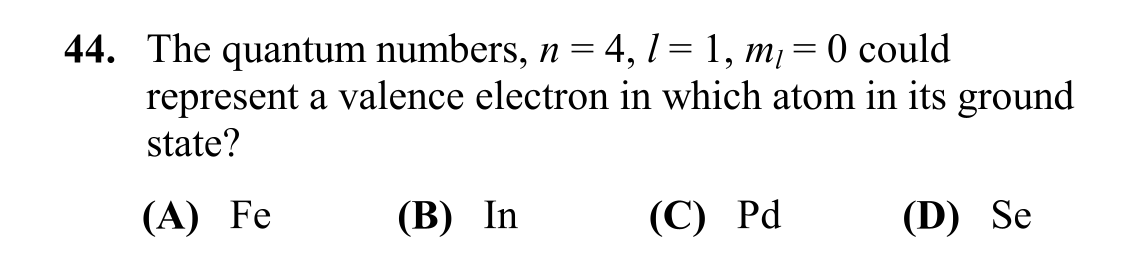 44. The quantum numbers, n = 4, l = 1, mₗ = 0 could
represent a valence electron in which atom in its ground
state?
(A) Fe (B) In (C) Pd (D) Se